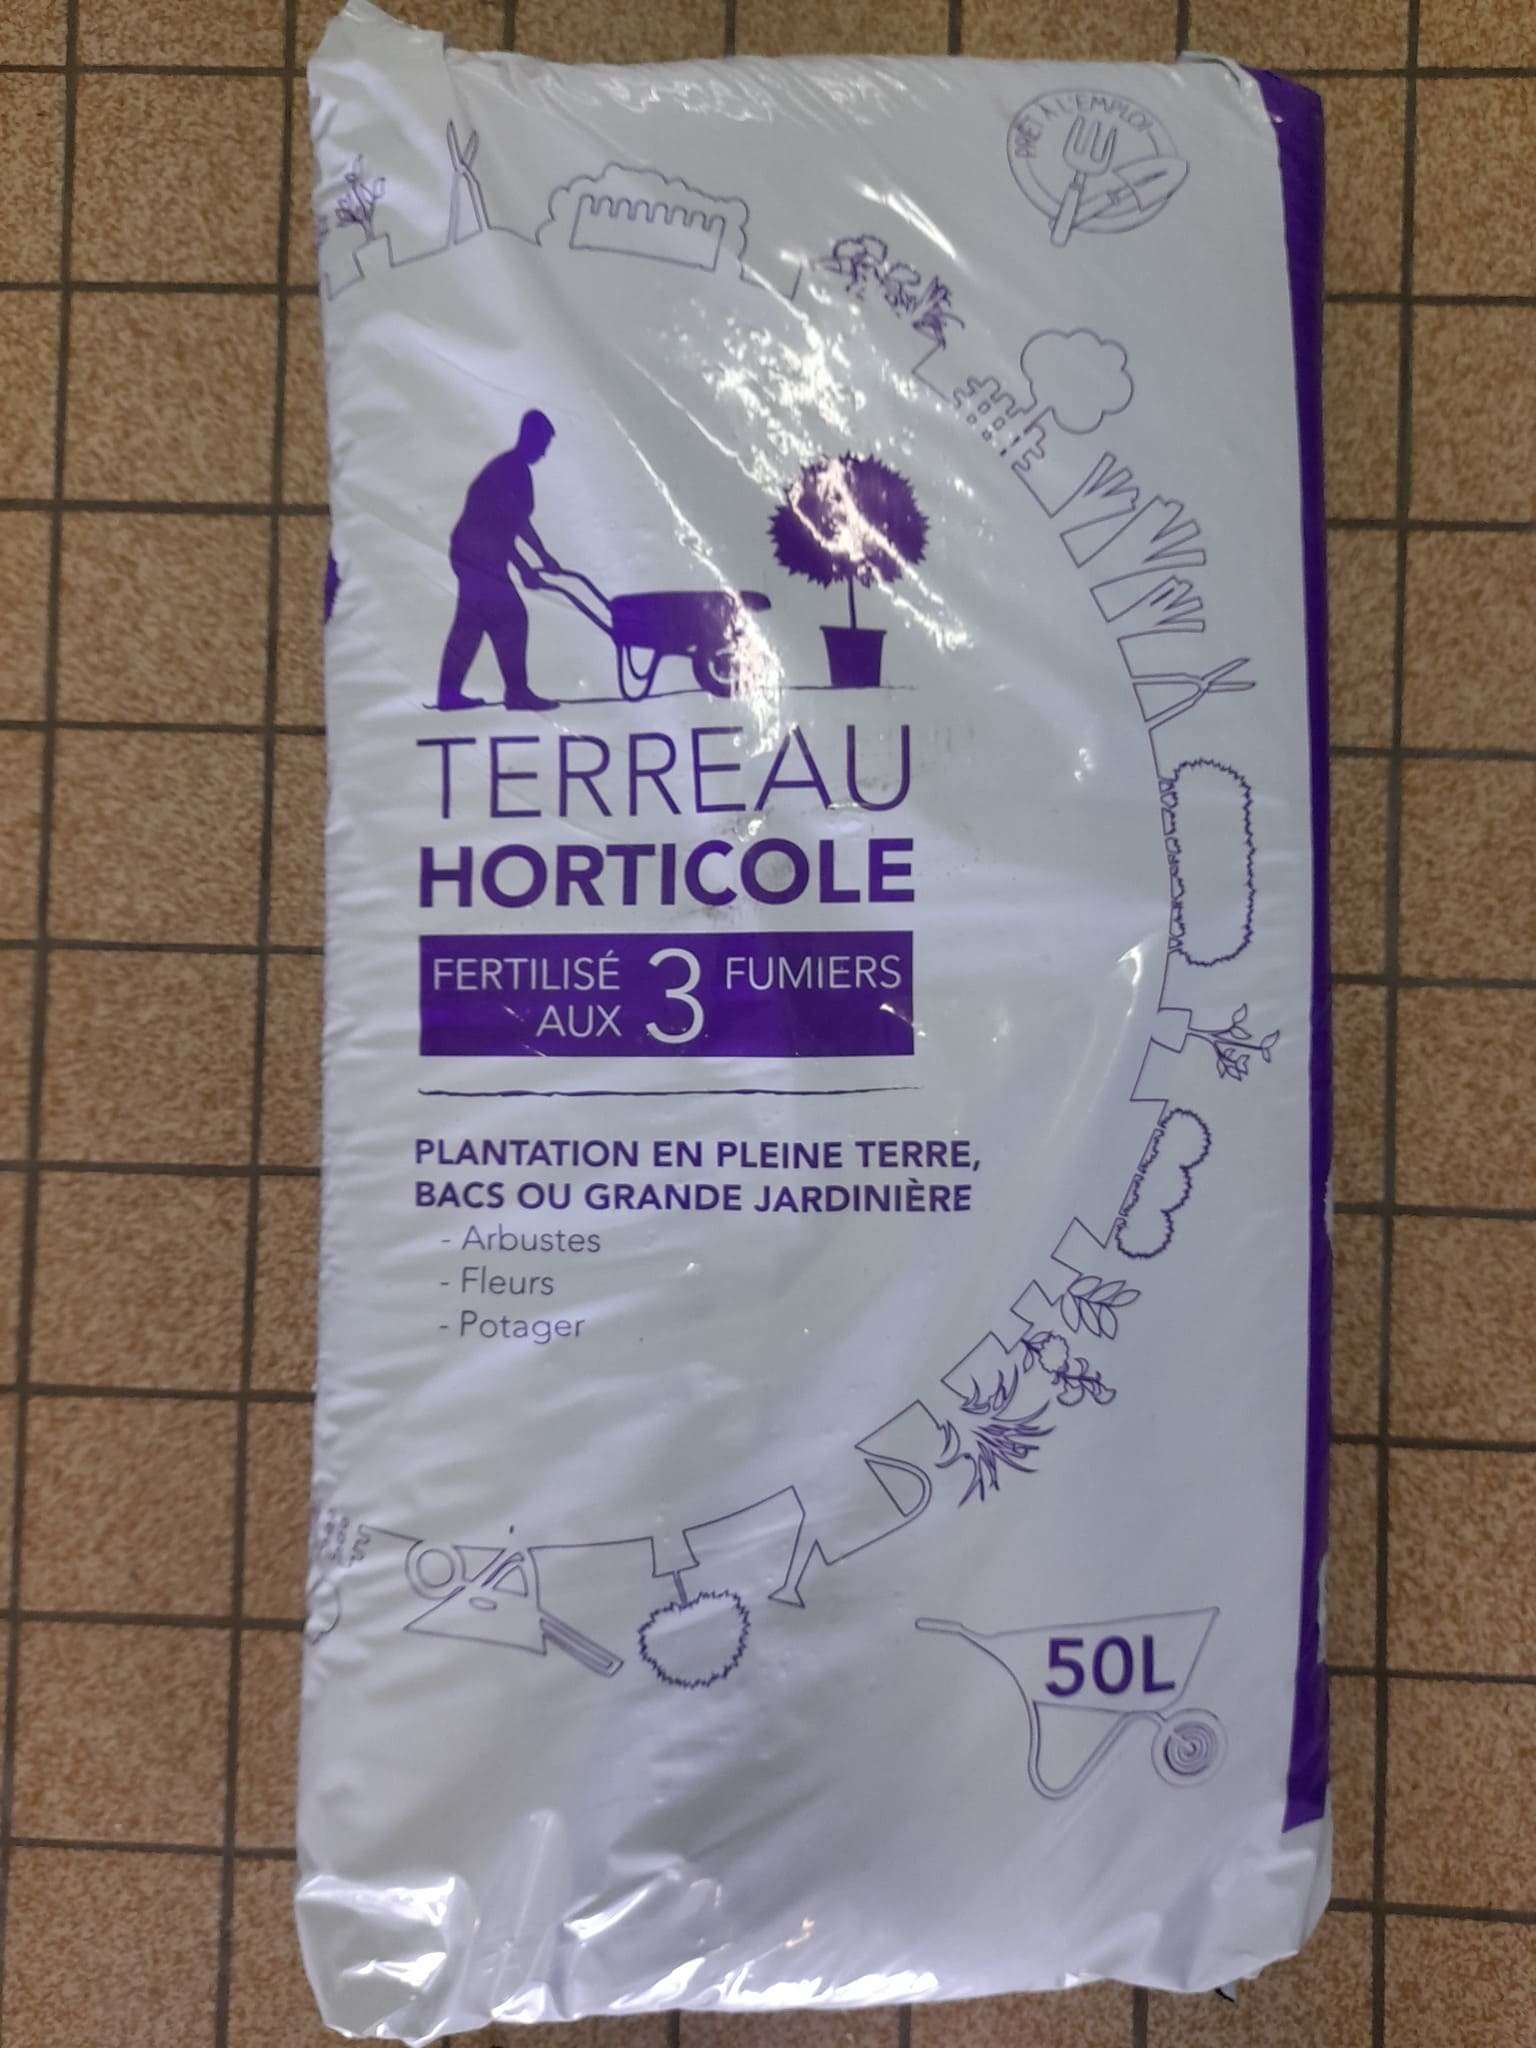 PRÊT À L'EMPLOI
TERREAU
HORTICOLE
FERTILISÉ
AUX
3
FUMIERS
PLANTATION EN PLEINE TERRE,
BACS OU GRANDE JARDINIÈRE
- Arbustes
- Fleurs
- Potager
50L